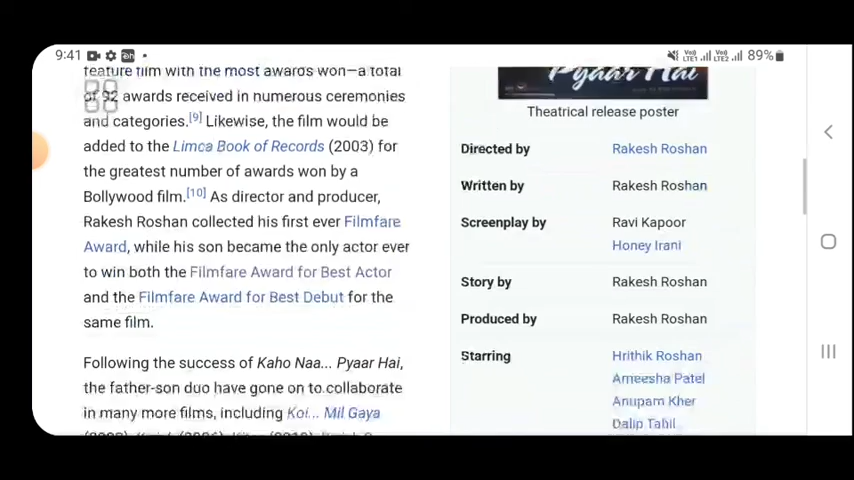 9:41
89%
feature film with the most awards won—a total
of 92 awards received in numerous ceremonies
and categories.[9] Likewise, the film would be
added to the Limca Book of Records (2003) for
the greatest number of awards won by a
Bollywood film.[10] As director and producer,
Rakesh Roshan collected his first ever Filmfare
Award, while his son became the only actor ever
to win both the Filmfare Award for Best Actor
and the Filmfare Award for Best Debut for the
same film.
Following the success of Kaho Naa... Pyaar Hai,
the father-son duo have gone on to collaborate
in many more films, including Koi... Mil Gaya
Pyaar Hai
Theatrical release poster
Directed by Rakesh Roshan
Written by Rakesh Roshan
Screenplay by Ravi Kapoor
Honey Irani
Story by Rakesh Roshan
Produced by Rakesh Roshan
Starring Hrithik Roshan
Ameesha Patel
Anupam Kher
Dalip Tahil